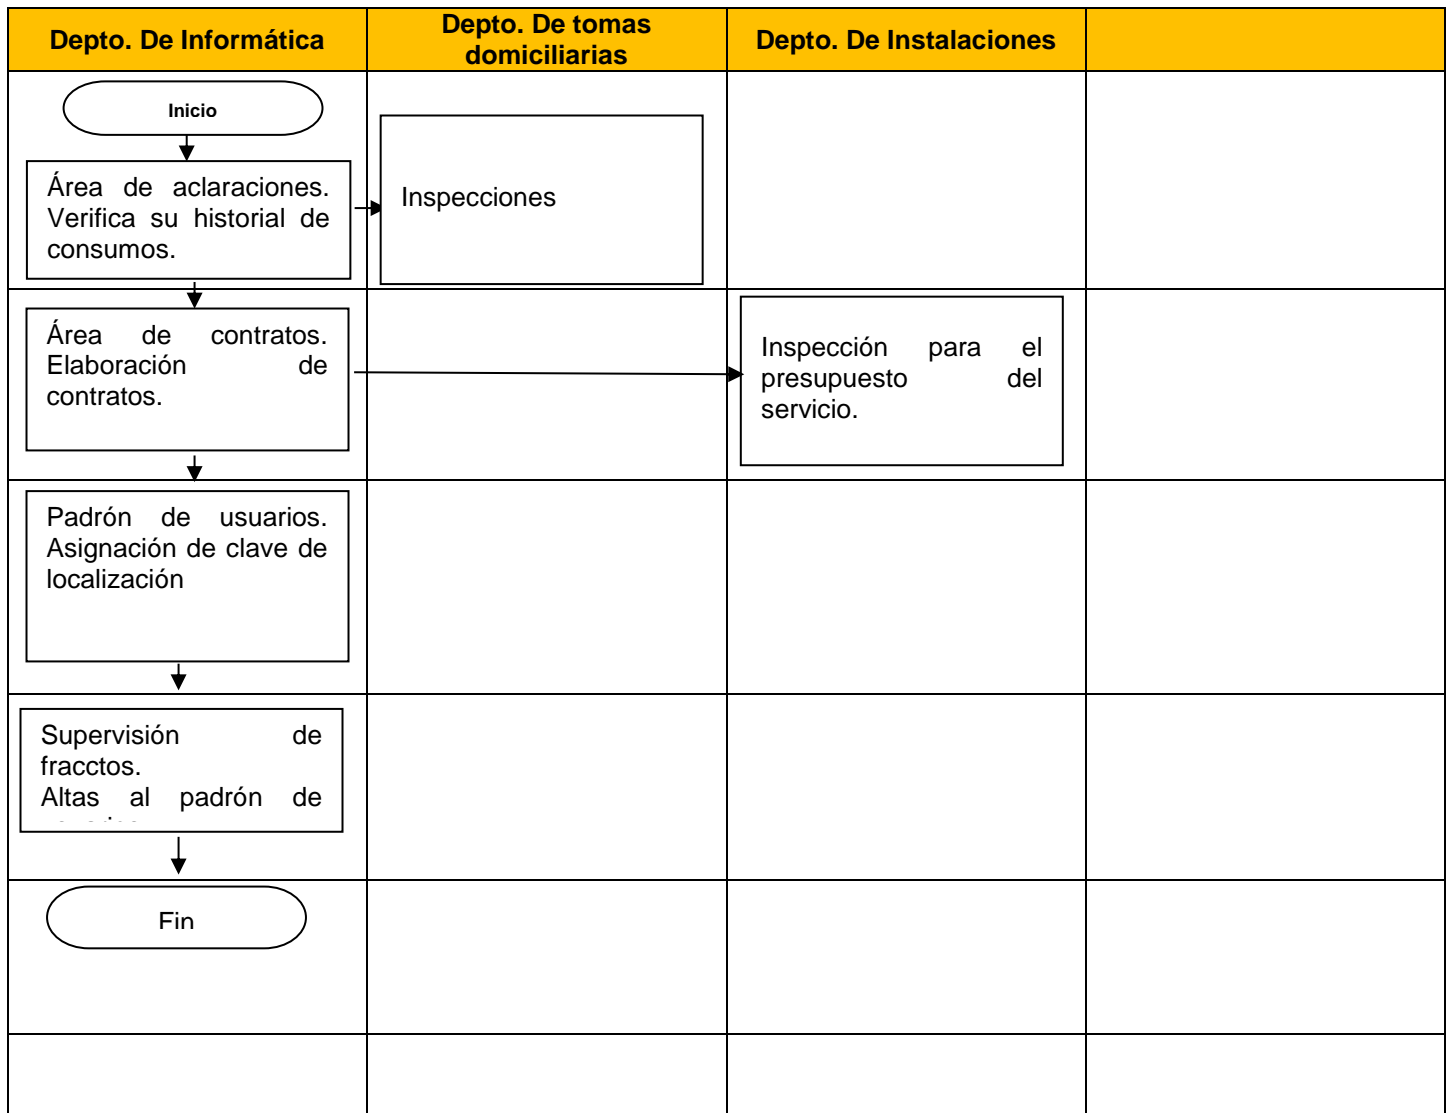 Depto. De Informática
Depto. De tomas
domiciliarias
Depto. De Instalaciones
Inicio
Área de aclaraciones.
Verifica su historial de
consumos.
Inspecciones
Área de contratos.
Elaboración de
contratos.
Inspección para el
presupuesto del
servicio.
Padrón de usuarios.
Asignación de clave de
localización
Supervisión de
fracctos.
Altas al padrón de
Fin